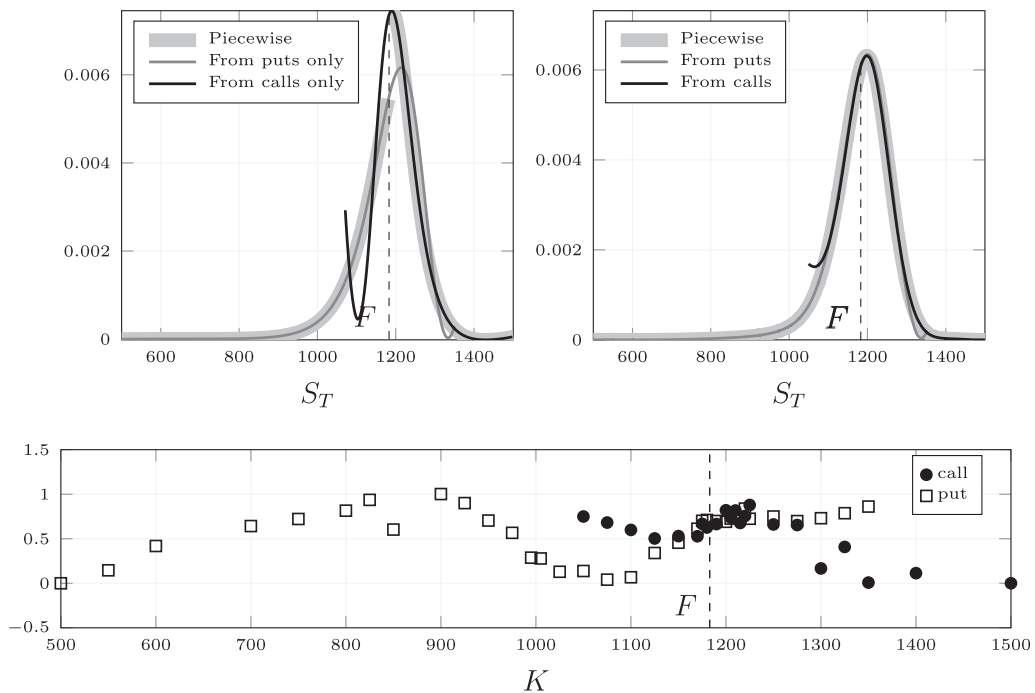 Piecewise
From puts only
From calls only
0.006
0.004
0.002
0
F
600 800 1000 1200 1400
S_T
Piecewise
From puts
From calls
0.006
0.004
0.002
0
F
600 800 1000 1200 1400
S_T
1.5
1
0.5
0
−0.5
call
put
F
500 600 700 800 900 1000 1100 1200 1300 1400 1500
K